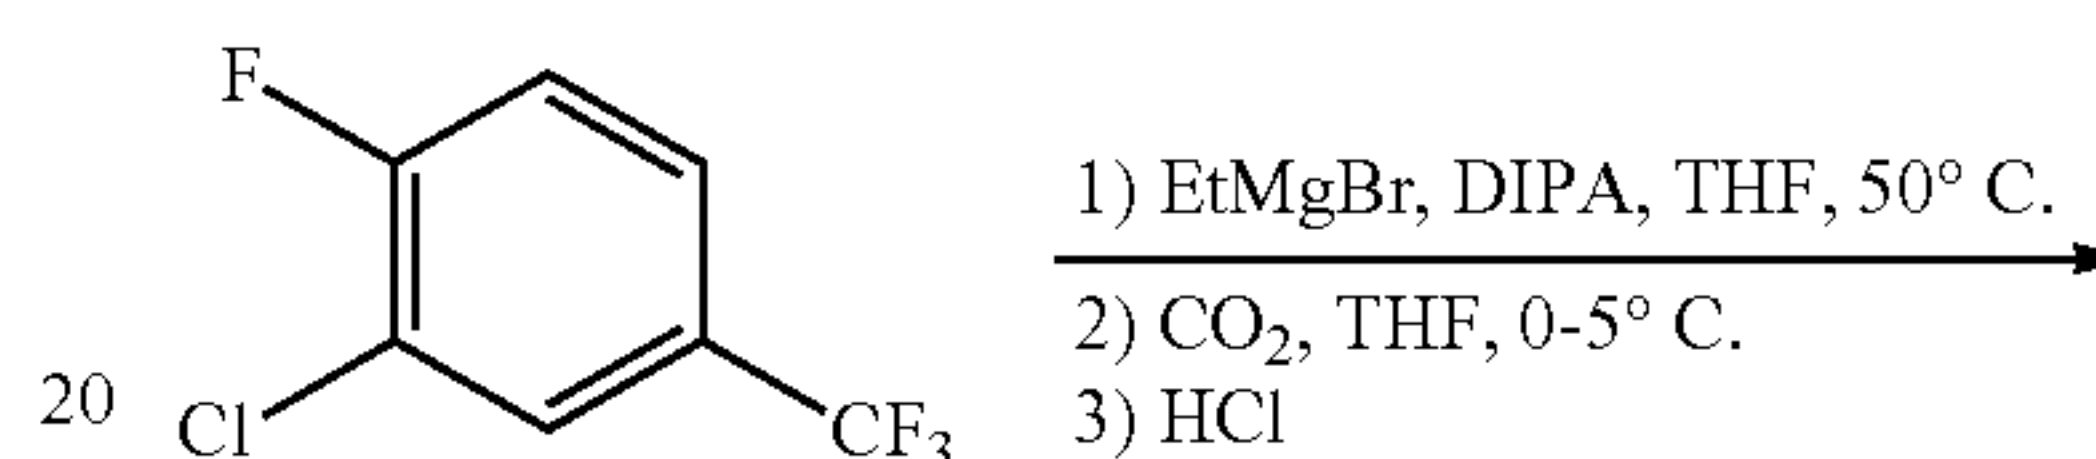 F
1) EtMgBr, DIPA, THF, 50° C.
2) CO₂, THF, 0-5° C.
20
Cl
CF₃
3) HCl